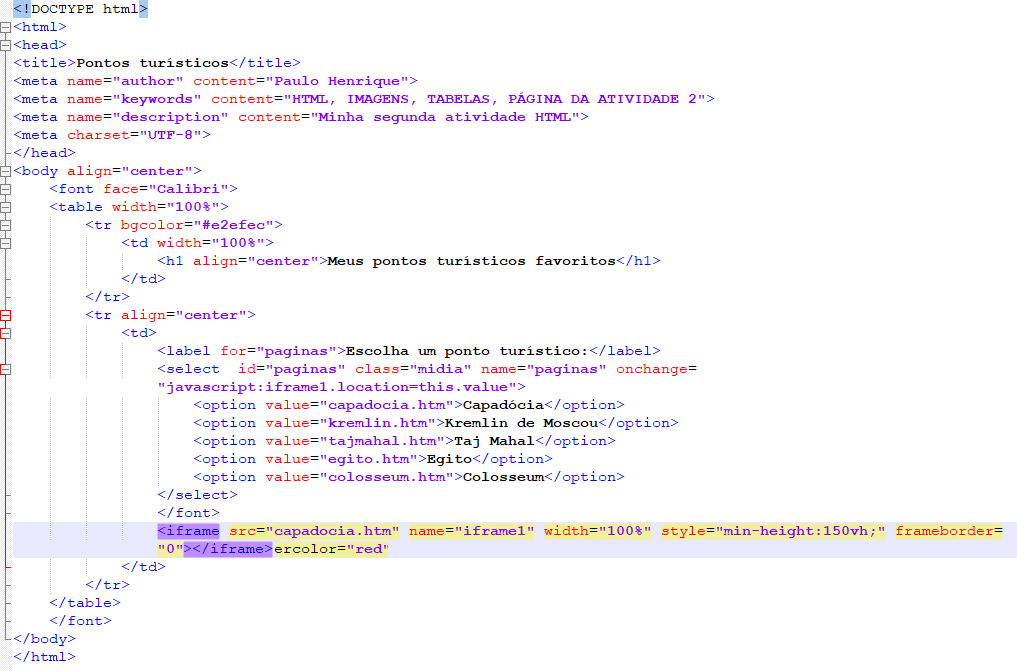 <!DOCTYPE html>
<html>
<head>
<title>Pontos turísticos</title>
<meta name="author" content="Paulo Henrique">
<meta name="keywords" content="HTML, IMAGENS, TABELAS, PÁGINA DA ATIVIDADE 2">
<meta name="description" content="Minha segunda atividade HTML">
<meta charset="UTF-8">
</head>
<body align="center">
    <font face="Calibri">
    <table width="100%">
        <tr bgcolor="#e2efec">
            <td width="100%">
                <h1 align="center">Meus pontos turísticos favoritos</h1>
            </td>
        </tr>
        <tr align="center">
            <td>
                <label for="paginas">Escolha um ponto turístico:</label>
                <select  id="paginas" class="midia" name="paginas" onchange=
                "javascript:iframe1.location=this.value">
                    <option value="capadocia.htm">Capadócia</option>
                    <option value="kremlin.htm">Kremlin de Moscou</option>
                    <option value="tajmahal.htm">Taj Mahal</option>
                    <option value="egito.htm">Egito</option>
                    <option value="colosseum.htm">Colosseum</option>
                </select>
                </font>
                <iframe src="capadocia.htm" name="iframe1" width="100%" style="min-height:150vh;" frameborder=
                "0"></iframe>ercolor="red"
            </td>
        </tr>
    </table>
    </font>
</body>
</html>